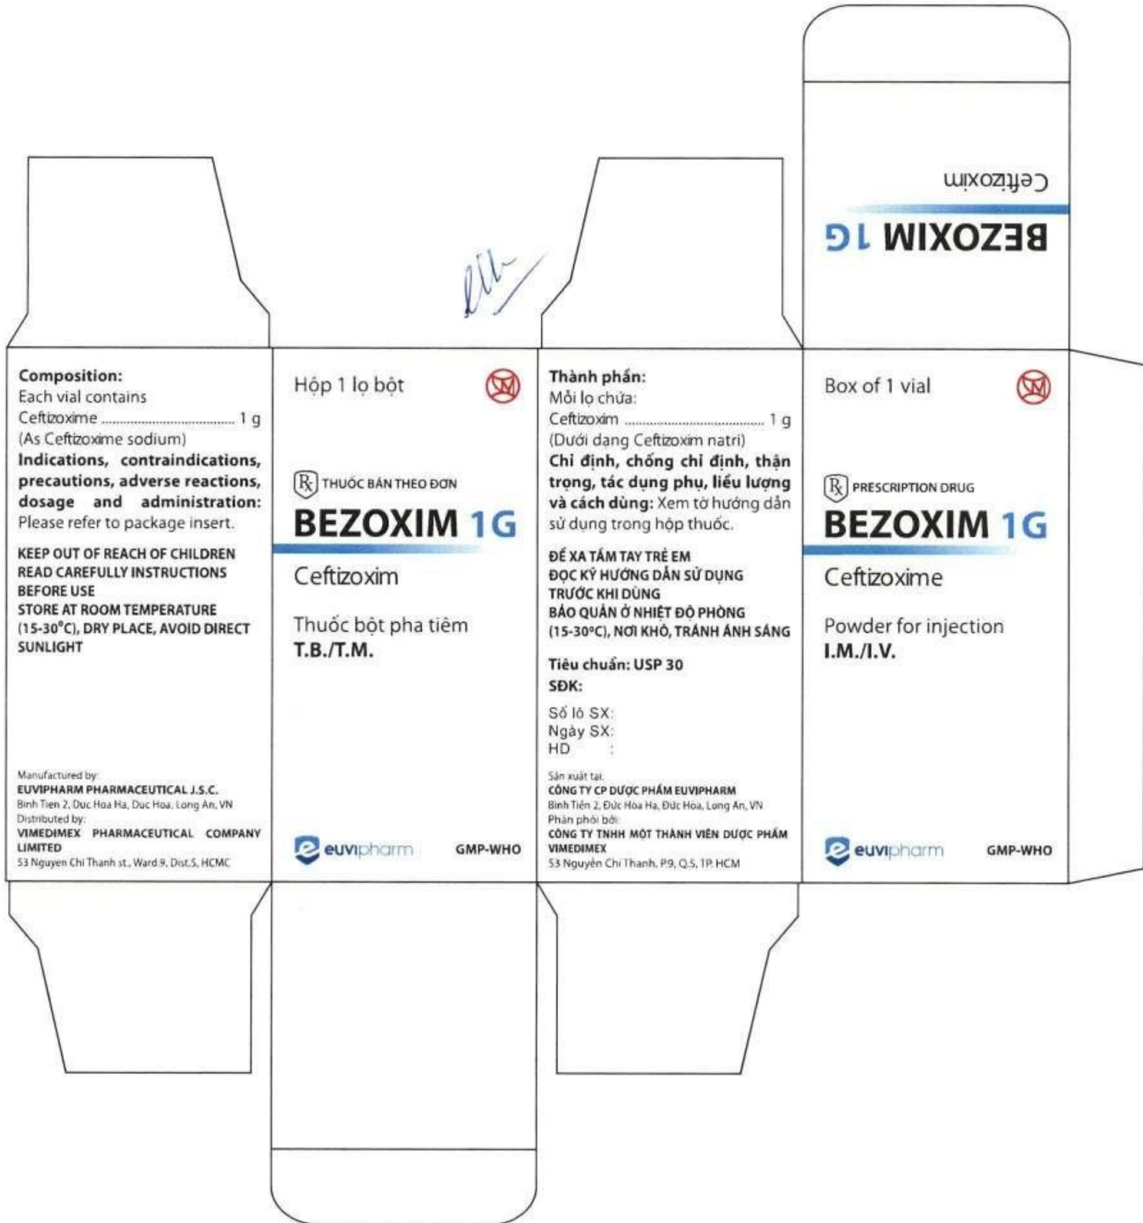 Ceftizoxim
BEZOXIM 1G
Composition:
Each vial contains
Ceftizoxime .................................. 1 g
(As Ceftizoxime sodium)
Indications, contraindications,
precautions, adverse reactions,
dosage and administration:
Please refer to package insert.
KEEP OUT OF REACH OF CHILDREN
READ CAREFULLY INSTRUCTIONS
BEFORE USE
STORE AT ROOM TEMPERATURE
(15-30°C), DRY PLACE, AVOID DIRECT
SUNLIGHT
Manufactured by:
EUVIPHARM PHARMACEUTICAL J.S.C.
Binh Tien 2, Duc Hoa Ha, Duc Hoa, Long An, VN
Distributed by:
VIMEDIMEX PHARMACEUTICAL COMPANY
LIMITED
53 Nguyen Chi Thanh st., Ward.9, Dist.5, HCMC
Hộp 1 lọ bột
Rx THUỐC BÁN THEO ĐƠN
BEZOXIM 1G
Ceftizoxim
Thuốc bột pha tiêm
T.B./T.M.
euvipharm GMP-WHO
Thành phần:
Mỗi lọ chứa:
Ceftizoxim .................................... 1 g
(Dưới dạng Ceftizoxim natri)
Chỉ định, chống chỉ định, thận
trọng, tác dụng phụ, liều lượng
và cách dùng: Xem tờ hướng dẫn
sử dụng trong hộp thuốc.
ĐỂ XA TẦM TAY TRẺ EM
ĐỌC KỸ HƯỚNG DẪN SỬ DỤNG
TRƯỚC KHI DÙNG
BẢO QUẢN Ở NHIỆT ĐỘ PHÒNG
(15-30ºC), NƠI KHÔ, TRÁNH ÁNH SÁNG
Tiêu chuẩn: USP 30
SĐK:
Số lô SX:
Ngày SX:
HD :
Sản xuất tại:
CÔNG TY CP DƯỢC PHẨM EUVIPHARM
Bình Tiền 2, Đức Hòa Hạ, Đức Hòa, Long An, VN
Phân phối bởi:
CÔNG TY TNHH MỘT THÀNH VIÊN DƯỢC PHẨM
VIMEDIMEX
53 Nguyễn Chí Thanh, P.9, Q.5, TP. HCM
Box of 1 vial
Rx PRESCRIPTION DRUG
BEZOXIM 1G
Ceftizoxime
Powder for injection
I.M./I.V.
euvipharm GMP-WHO